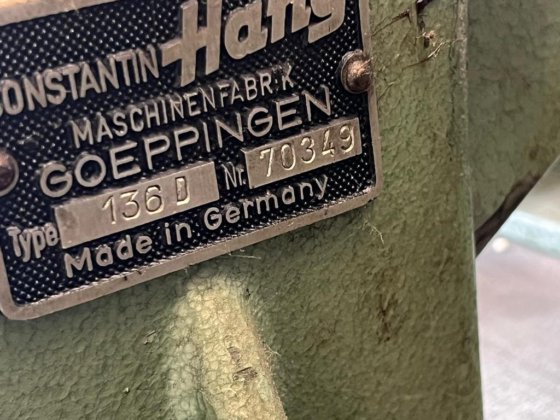 CONSTANTIN Hang
MASCHINENFABRIK
GOEPPINGEN
Type 136 D Nr. 70349
Made in Germany